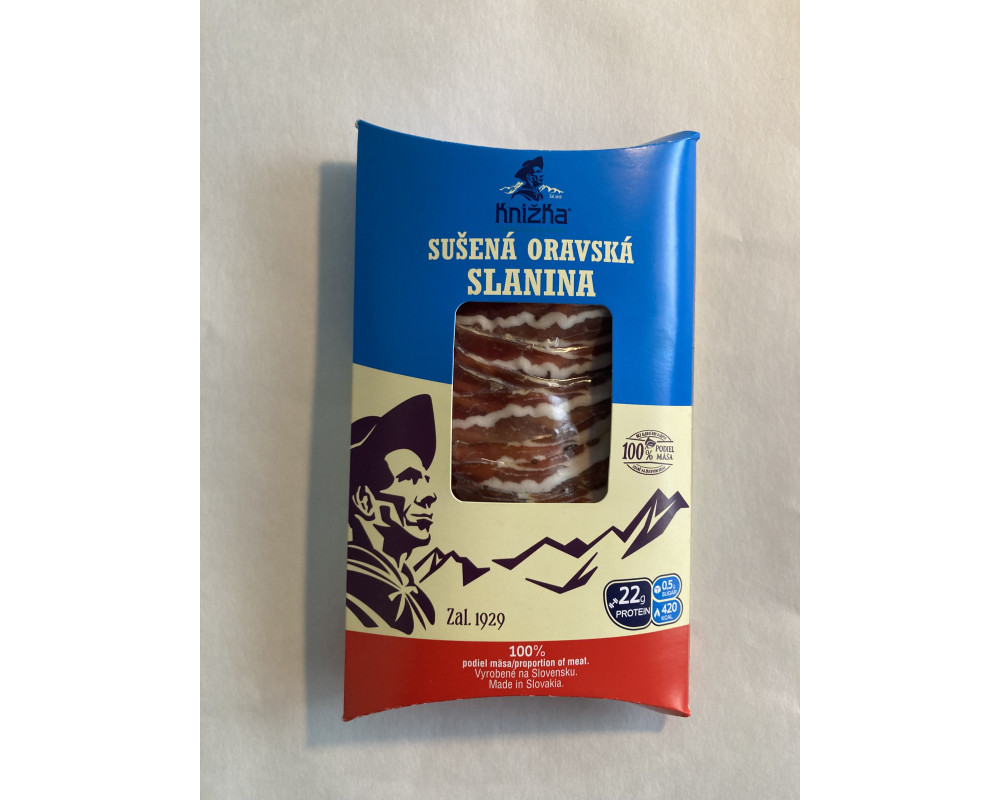 Knižka®
SUŠENÁ ORAVSKÁ
SLANINA
100%
PODIEL
MÄSA
22g
PROTEIN
0.5g
SUGAR
420
KCAL
Zal. 1929
100%
podiel mäsa/proportion of meat.
Vyrobené na Slovensku.
Made in Slovakia.